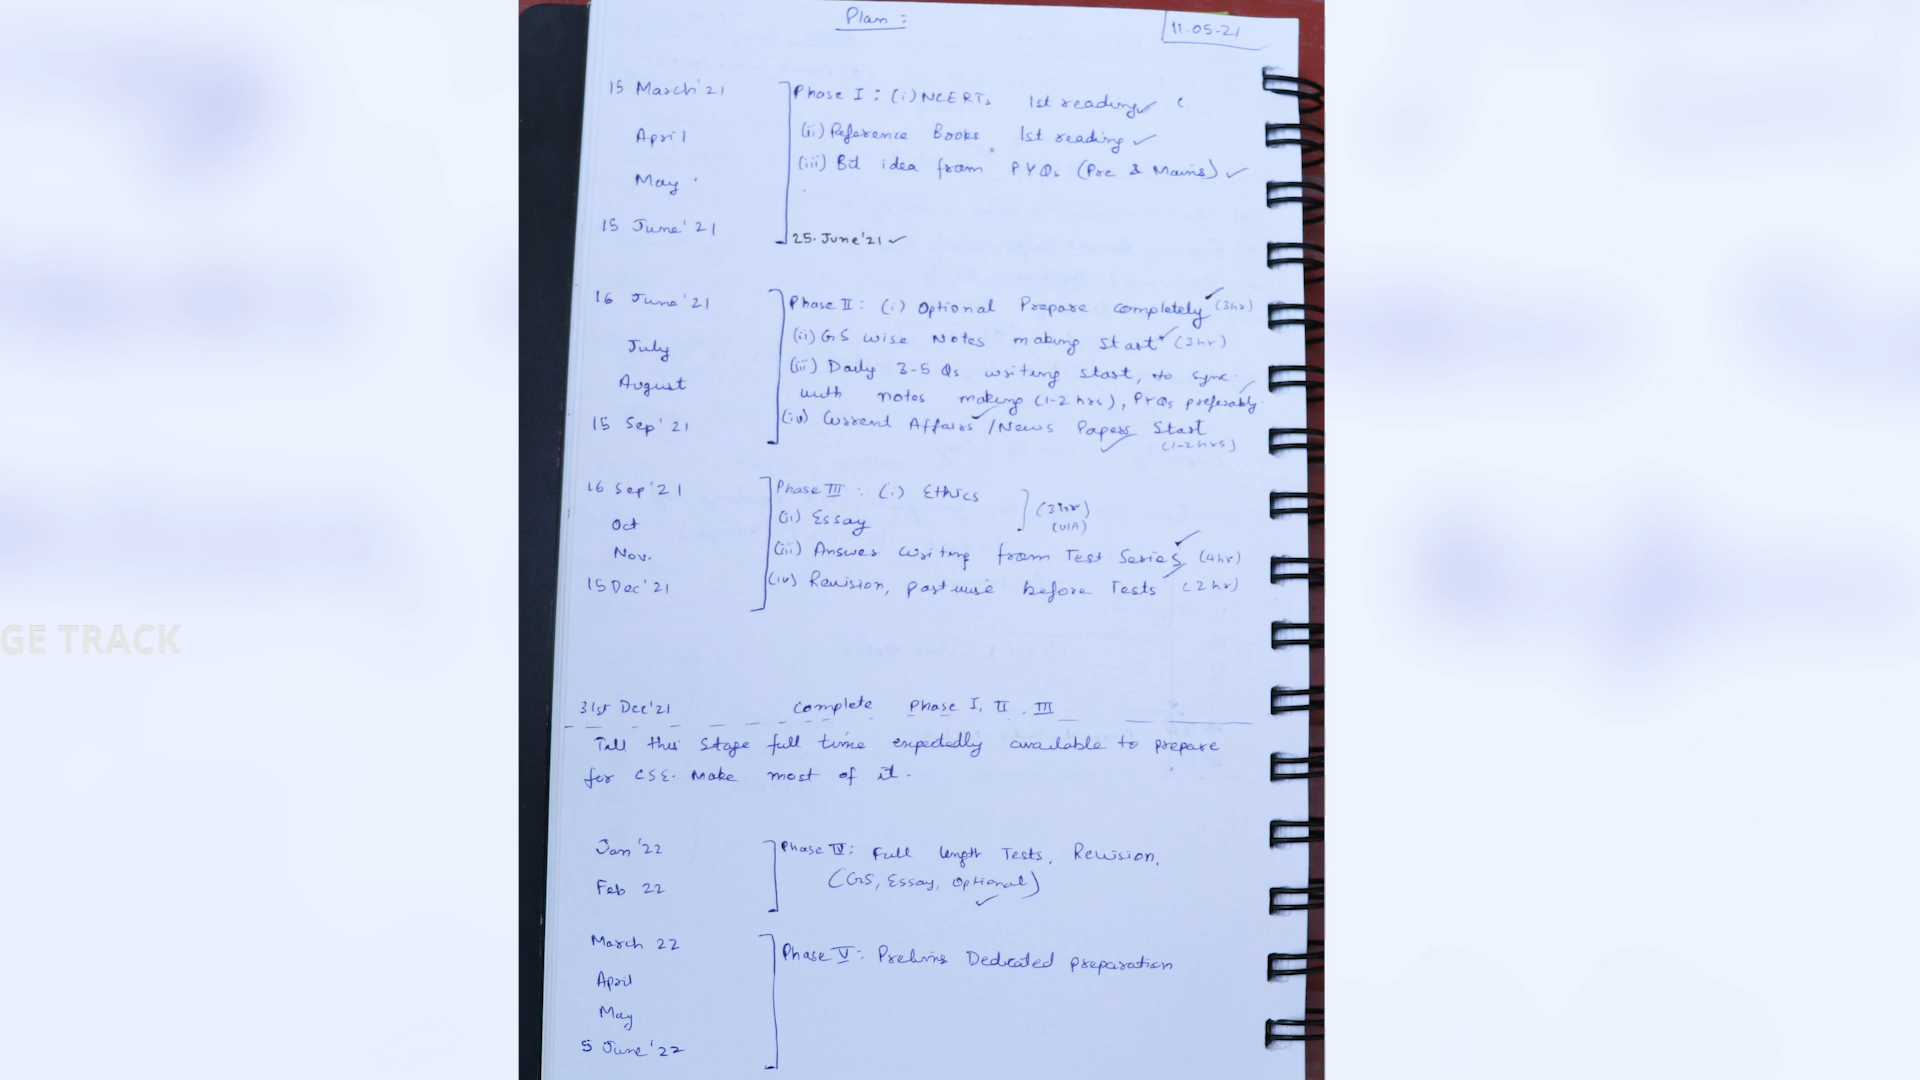 Plan :
11.05.21
15 March'21
Phase I : (i) NCERTs 1st reading ✓
April
(ii) Reference Books 1st reading ✓
(iii) Bit idea from PYQs (Pre & Mains) ✓
May
15 June'21
25.June'21 ✓
16 June'21
Phase II : (i) Optional Prepare completely ✓ (3hr)
(ii) GS wise Notes making start ✓ (3hr)
July
(iii) Daily 3-5 Qs writing start, to sync
August
with notes making (1-2 hrs), PYQs preferably ✓
(iv) Current Affairs ✓ / News Papers Start
15 Sep'21
(1-2 hrs)
16 Sep'21
Phase III : (i) Ethics
(3hr)
(ii) Essay
Oct
Nov.
(iii) Answer writing from Test Series ✓ (4hr)
15 Dec'21
(iv) Revision, partwise before Tests ✓ (2hr)
GE TRACK
31st Dec'21
complete Phase I, II, III
Till this stage full time expectedly available to prepare
for CSE. Make most of it.
Jan '22
Phase IV : Full length Tests, Revision.
(GS, Essay, Optional) ✓
Feb 22
March 22
Phase V : Prelims Dedicated preparation
April
May
5 June'22